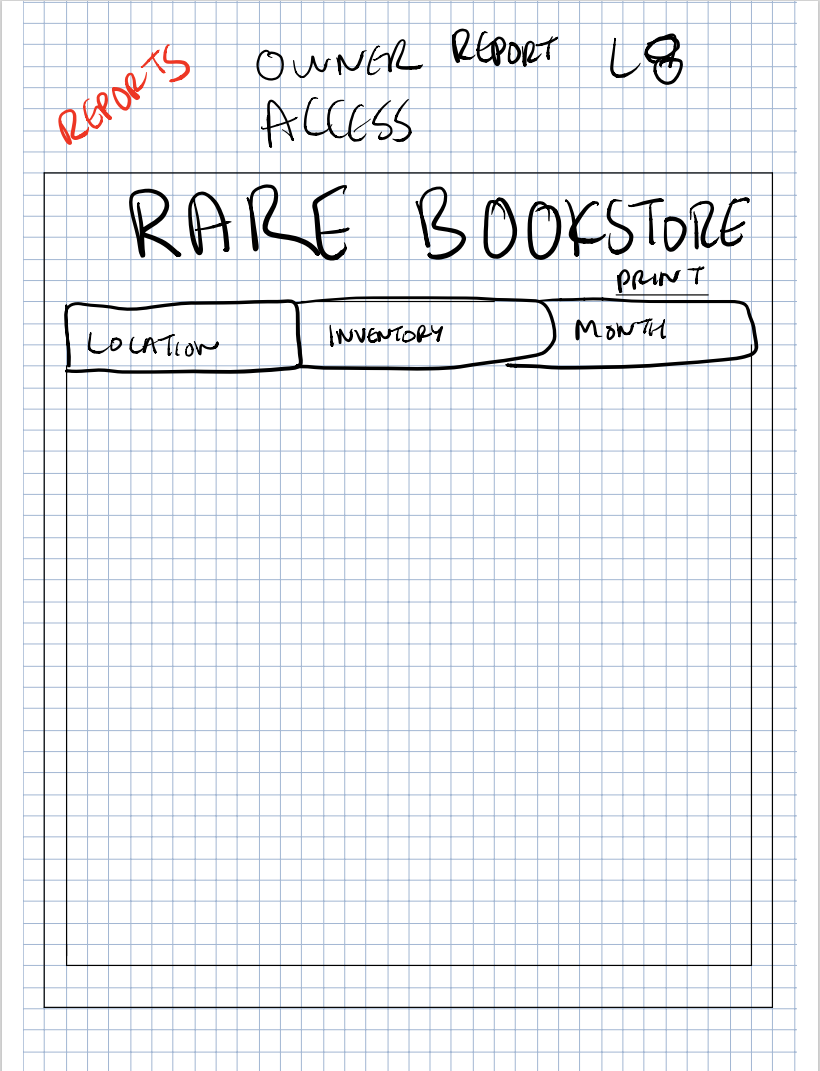 REPORTS
OWNER REPORT L8
ACCESS
RARE BOOKSTORE
PRINT
LOCATION INVENTORY MONTH